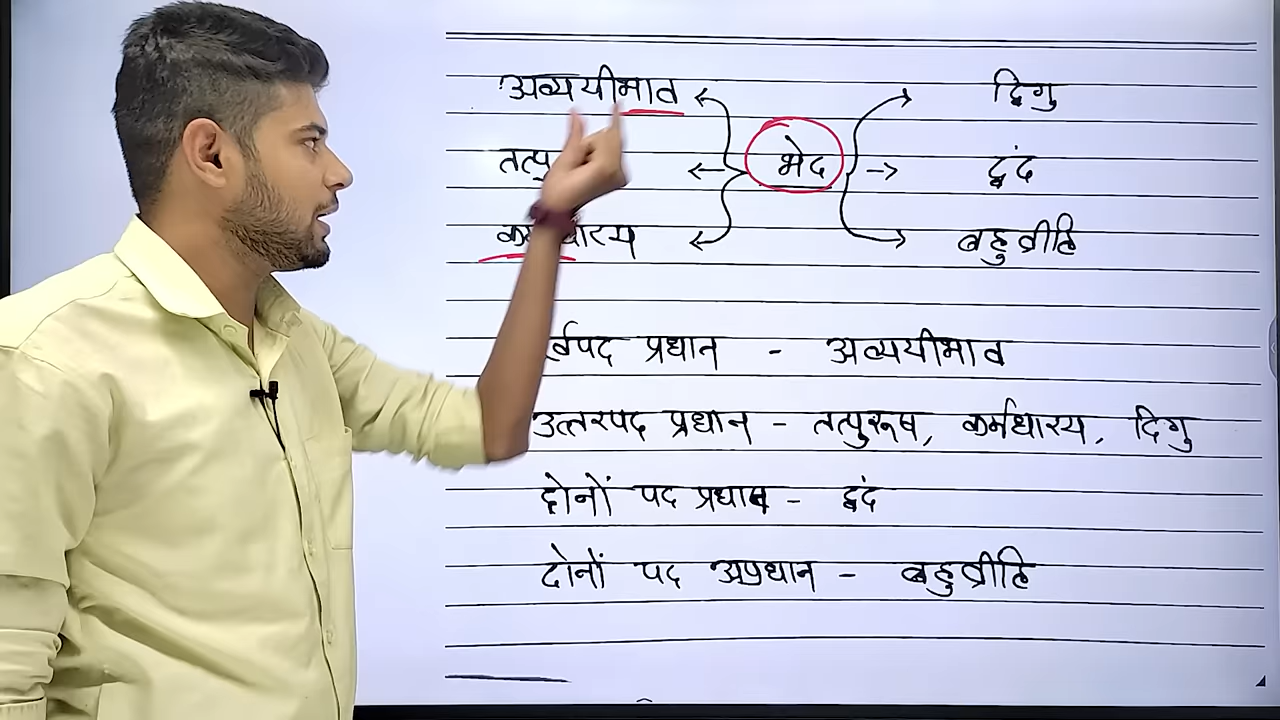 अव्ययीभाव द्विगु
भेद द्वंद
बहुव्रीहि
प्रधान - अव्ययीभाव
उत्तरपद प्रधान - तत्पुरूष, कर्मधारय, द्विगु
दोनों पद प्रधान - द्वंद
दोनों पद अप्रधान - बहुव्रीहि